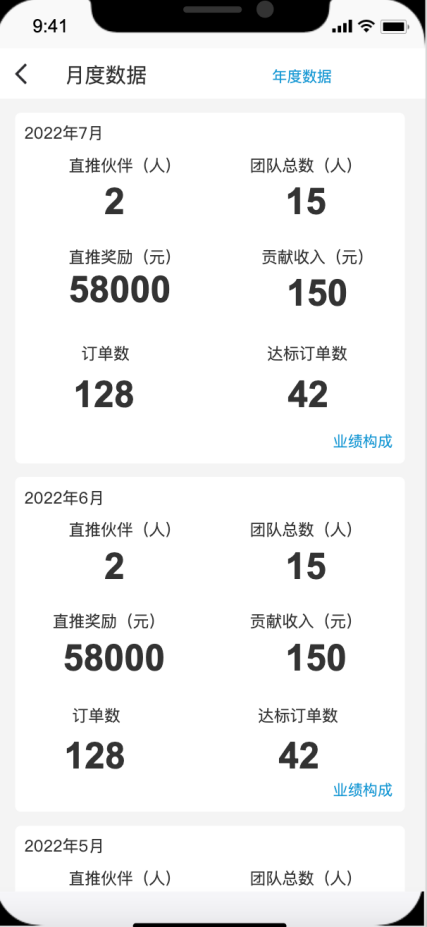 9:41
月度数据 年度数据
2022年7月
直推伙伴（人） 团队总数（人）
2 15
直推奖励（元） 贡献收入（元）
58000 150
订单数 达标订单数
128 42
业绩构成
2022年6月
直推伙伴（人） 团队总数（人）
2 15
直推奖励（元） 贡献收入（元）
58000 150
订单数 达标订单数
128 42
业绩构成
2022年5月
直推伙伴（人） 团队总数（人）